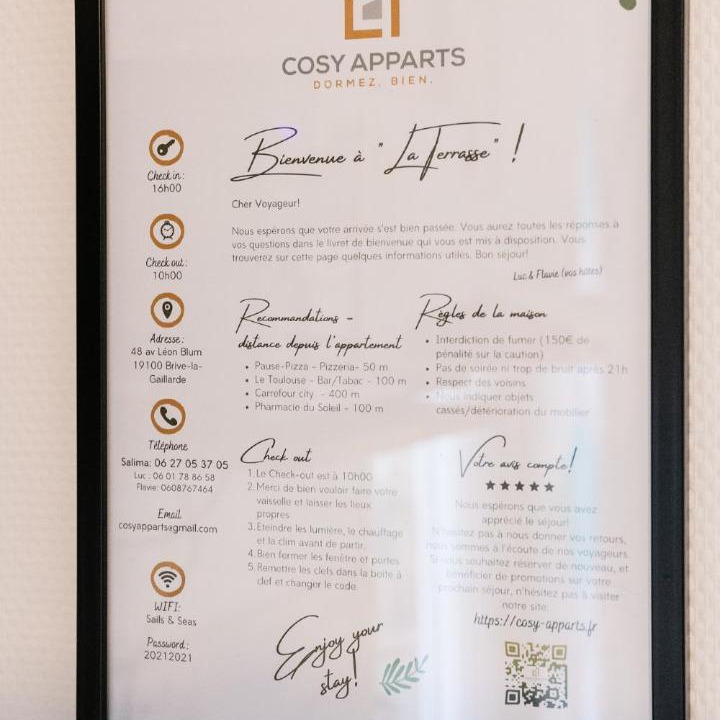 COSY APPARTS
DORMEZ. BIEN.
Bienvenue à "La Terrasse" !
Check in:
16h00
Check out:
10h00
Adresse:
48 av Léon Blum
19100 Brive-la-
Gaillarde
Téléphone
Salima: 06 27 05 37 05
Luc : 06 01 78 86 58
Flavie: 0608767464
Email
cosyapparts@gmail.com
WIFI:
Sails & Seas
Password:
20212021
Cher Voyageur!
Nous espérons que votre arrivée s'est bien passée. Vous aurez toutes les réponses à
vos questions dans le livret de bienvenue qui vous est mis à disposition. Vous
trouverez sur cette page quelques informations utiles. Bon séjour!
Luc & Flavie (vos hôtes)
Recommandations -
distance depuis l'appartement
• Pause-Pizza - Pizzeria- 50 m
• Le Toulouse - Bar/Tabac - 100 m
• Carrefour city - 400 m
• Pharmacie du Soleil - 100 m
Règles de la maison
• Interdiction de fumer (150€ de
pénalité sur la caution)
• Pas de soirée ni trop de bruit après 21h
• Respect des voisins
• Nous indiquer objets
cassés/détérioration du mobilier
Check out
1. Le Check-out est à 10h00
2. Merci de bien vouloir faire votre
vaisselle et laisser les lieux
propres
3. Eteindre les lumière, le chauffage
et la clim avant de partir.
4. Bien fermer les fenêtre et portes
5. Remettre les clefs dans la boite à
clef et changer le code.
Votre avis compte!
Nous espérons que vous avez
apprécié le séjour!
N'hésitez pas à nous donner vos retours,
nous sommes à l'écoute de nos voyageurs.
Si vous souhaitez réserver de nouveau, et
bénéficier de promotions sur votre
prochain séjour, n'hésitez pas à visiter
notre site:
https://cosy-apparts.fr
Enjoy your
stay!